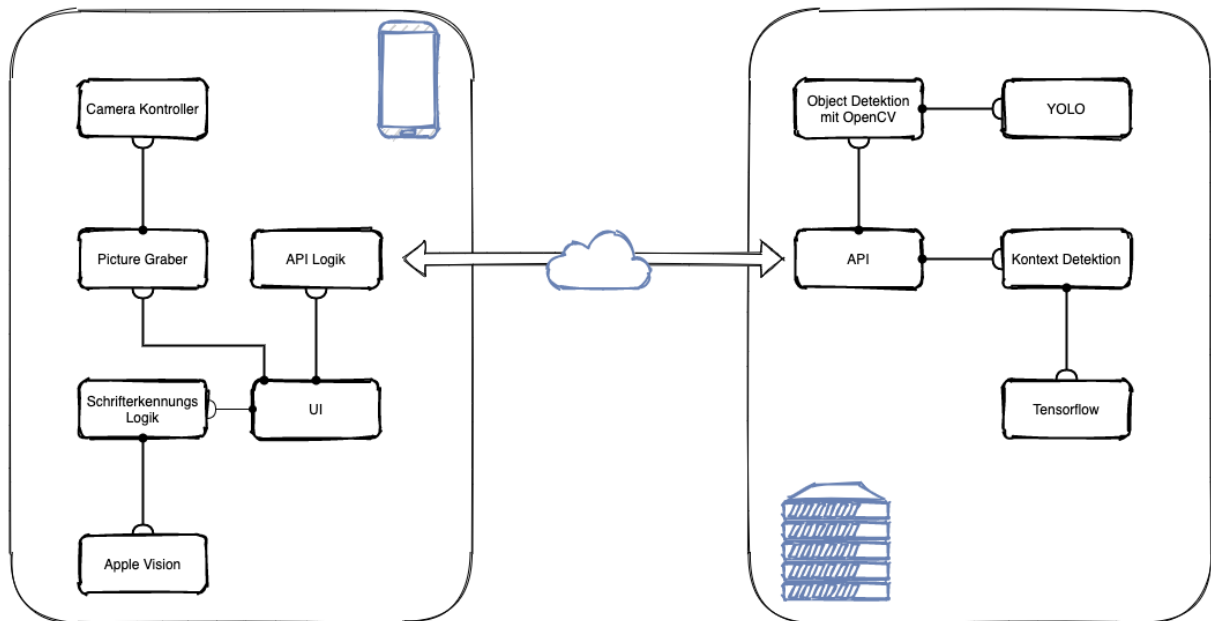 Camera Kontroller
Picture Graber
API Logik
Schrifterkennungs
Logik
UI
Apple Vision
Object Detektion
mit OpenCV
YOLO
API
Kontext Detektion
Tensorflow